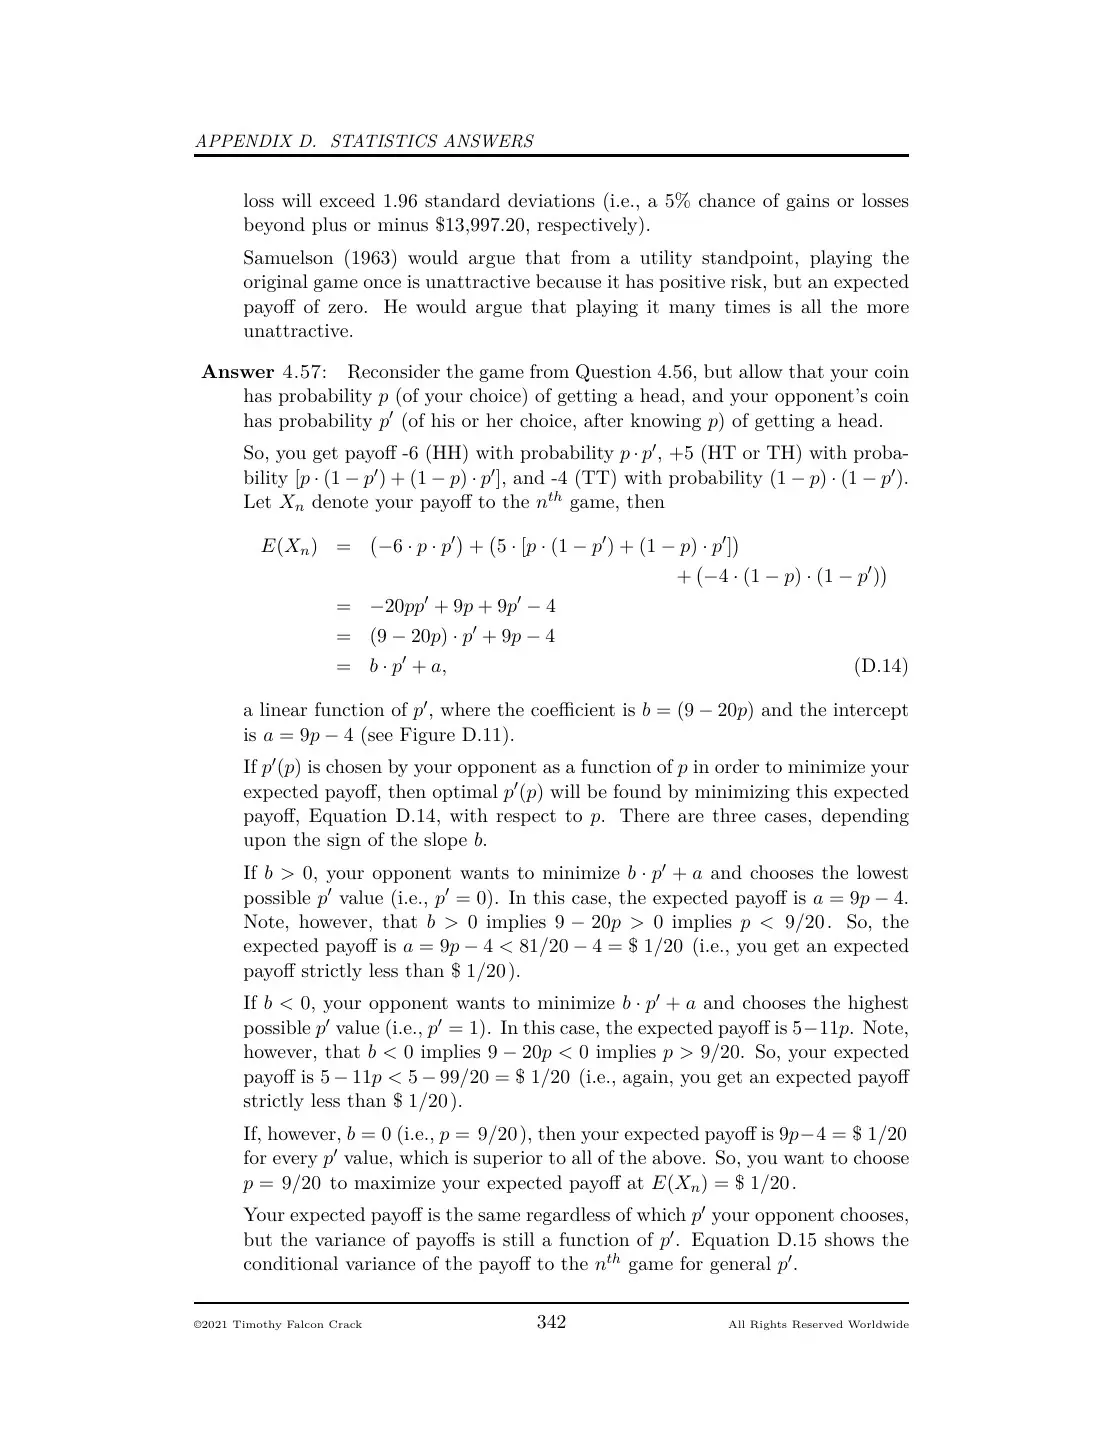 APPENDIX D. STATISTICS ANSWERS
loss will exceed 1.96 standard deviations (i.e., a 5% chance of gains or losses
beyond plus or minus $13,997.20, respectively).
Samuelson (1963) would argue that from a utility standpoint, playing the
original game once is unattractive because it has positive risk, but an expected
payoff of zero. He would argue that playing it many times is all the more
unattractive.
Answer 4.57: Reconsider the game from Question 4.56, but allow that your coin
has probability p (of your choice) of getting a head, and your opponent's coin
has probability p′ (of his or her choice, after knowing p) of getting a head.
So, you get payoff -6 (HH) with probability p · p′, +5 (HT or TH) with proba-
bility [p · (1 − p′) + (1 − p) · p′], and -4 (TT) with probability (1 − p) · (1 − p′).
Let Xn denote your payoff to the nth game, then
E(Xn) = (−6 · p · p′) + (5 · [p · (1 − p′) + (1 − p) · p′])
+ (−4 · (1 − p) · (1 − p′))
= −20pp′ + 9p + 9p′ − 4
= (9 − 20p) · p′ + 9p − 4
= b · p′ + a, (D.14)
a linear function of p′, where the coefficient is b = (9 − 20p) and the intercept
is a = 9p − 4 (see Figure D.11).
If p′(p) is chosen by your opponent as a function of p in order to minimize your
expected payoff, then optimal p′(p) will be found by minimizing this expected
payoff, Equation D.14, with respect to p. There are three cases, depending
upon the sign of the slope b.
If b > 0, your opponent wants to minimize b · p′ + a and chooses the lowest
possible p′ value (i.e., p′ = 0). In this case, the expected payoff is a = 9p − 4.
Note, however, that b > 0 implies 9 − 20p > 0 implies p < 9/20. So, the
expected payoff is a = 9p − 4 < 81/20 − 4 = $ 1/20 (i.e., you get an expected
payoff strictly less than $ 1/20).
If b < 0, your opponent wants to minimize b · p′ + a and chooses the highest
possible p′ value (i.e., p′ = 1). In this case, the expected payoff is 5−11p. Note,
however, that b < 0 implies 9 − 20p < 0 implies p > 9/20. So, your expected
payoff is 5 − 11p < 5 − 99/20 = $ 1/20 (i.e., again, you get an expected payoff
strictly less than $ 1/20).
If, however, b = 0 (i.e., p = 9/20), then your expected payoff is 9p−4 = $ 1/20
for every p′ value, which is superior to all of the above. So, you want to choose
p = 9/20 to maximize your expected payoff at E(Xn) = $ 1/20.
Your expected payoff is the same regardless of which p′ your opponent chooses,
but the variance of payoffs is still a function of p′. Equation D.15 shows the
conditional variance of the payoff to the nth game for general p′.
©2021 Timothy Falcon Crack 342 All Rights Reserved Worldwide